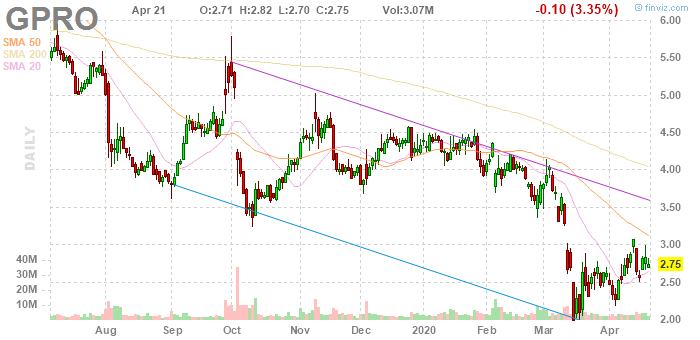 GPRO Apr 21 O:2.71 H:2.82 L:2.70 C:2.75 Vol:3.07M -0.10 (3.35%)
© finviz.com
SMA 50
SMA 200
SMA 20
DAILY
6.00
5.50
5.00
4.50
4.00
3.50
3.00
2.75
2.50
2.00
40M
30M
20M
10M
Aug Sep Oct Nov Dec 2020 Feb Mar Apr